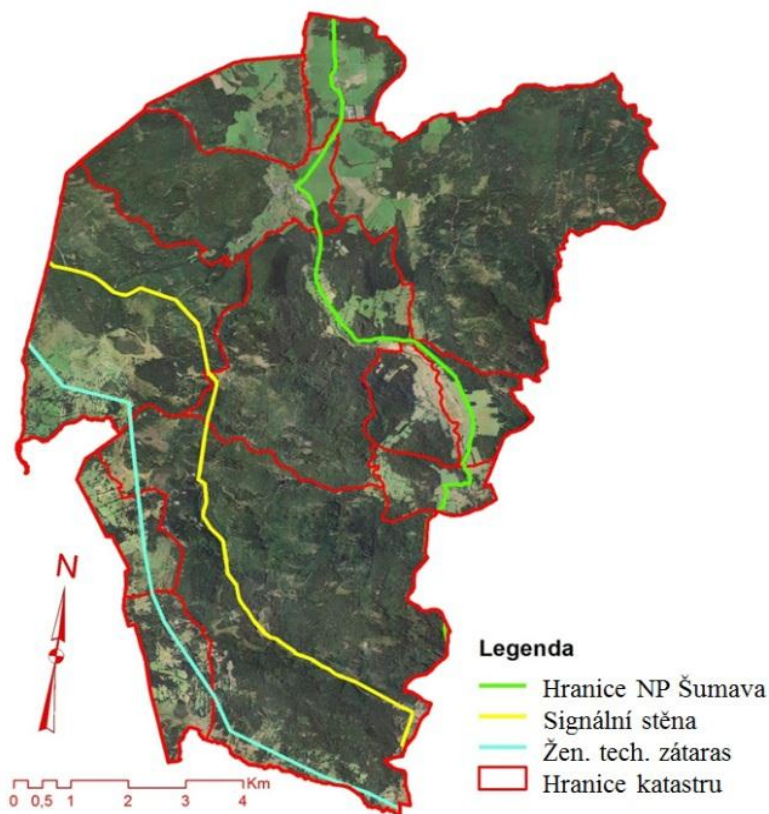 N
Legenda
Hranice NP Šumava
Signální stěna
Žen. tech. zátaras
Hranice katastru
Km
0 0,5 1 2 3 4